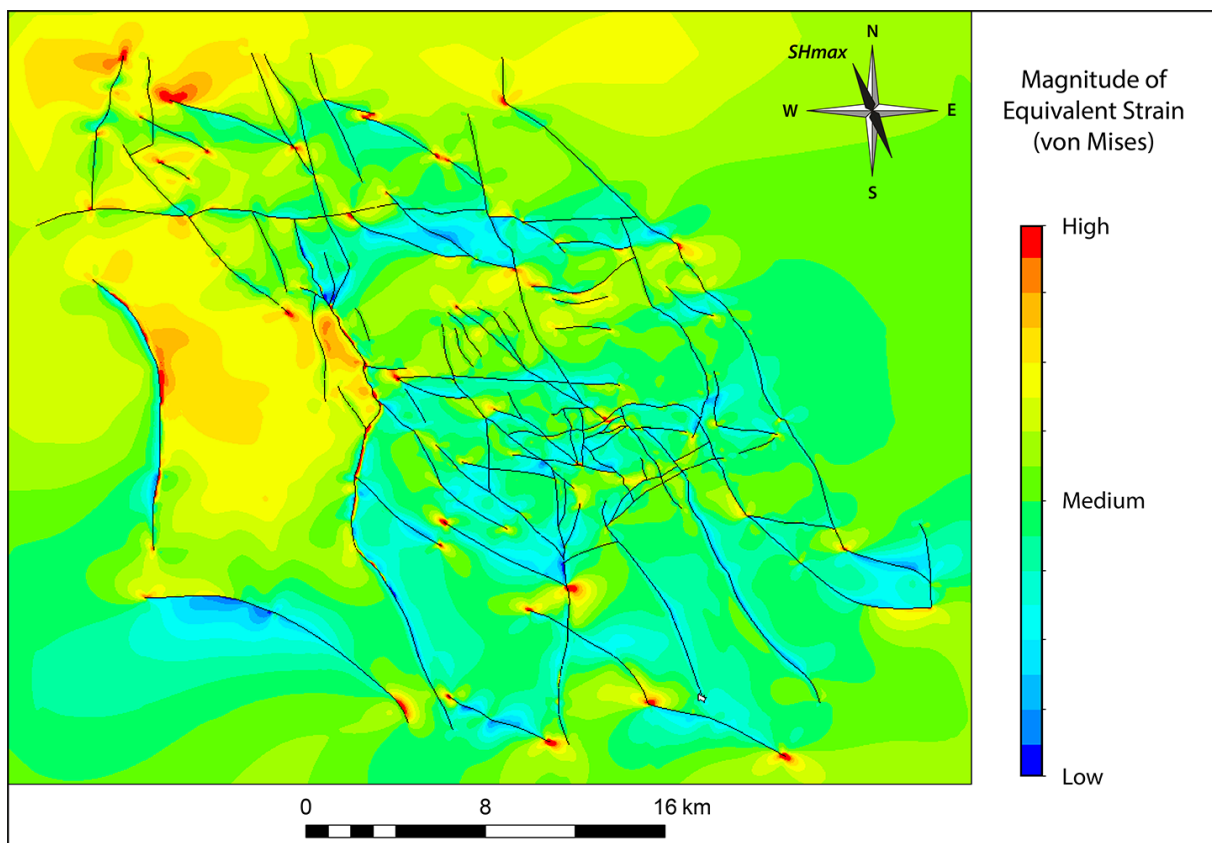 N
SHmax
W
E
S
Magnitude of
Equivalent Strain
(von Mises)
High
Medium
Low
0
8
16 km